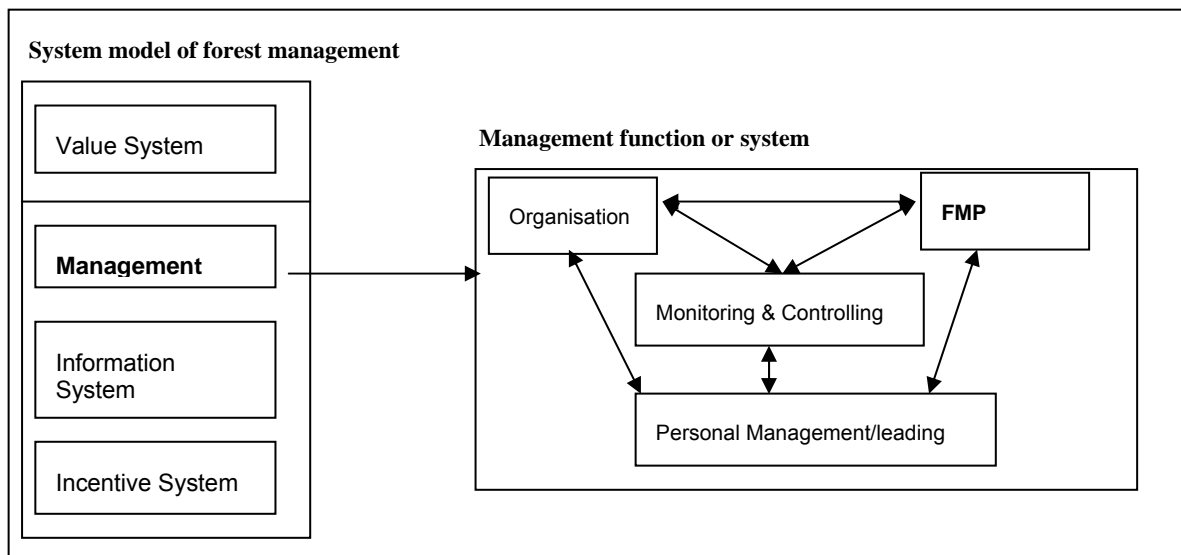 System model of forest management
Value System
Management
Information
System
Incentive System
Management function or system
Organisation
FMP
Monitoring & Controlling
Personal Management/leading